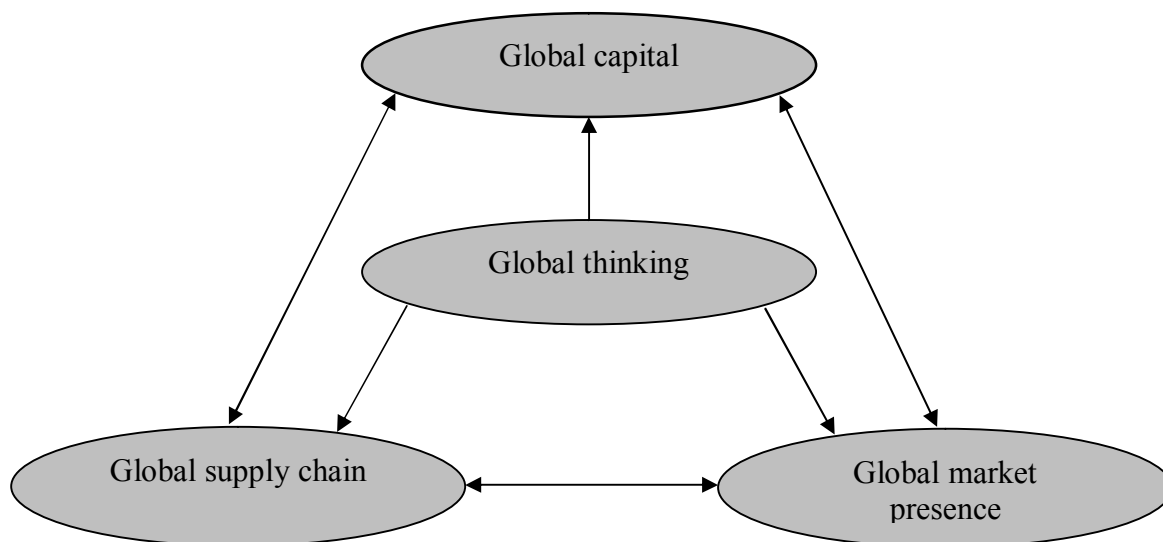 Global capital
Global thinking
Global supply chain
Global market
presence